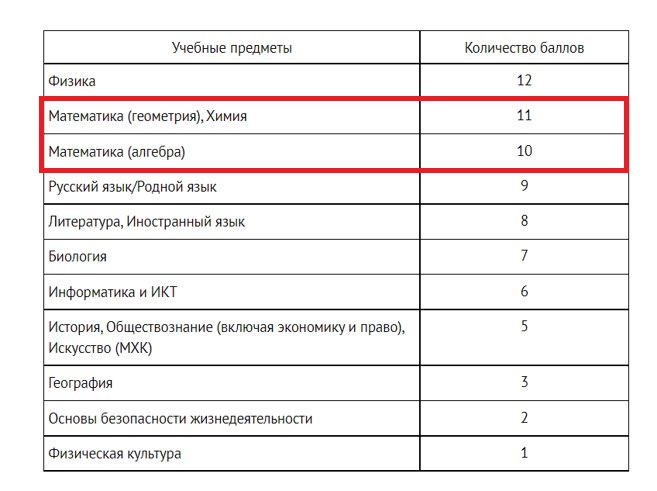 Учебные предметы Количество баллов
Физика 12
Математика (геометрия), Химия 11
Математика (алгебра) 10
Русский язык/Родной язык 9
Литература, Иностранный язык 8
Биология 7
Информатика и ИКТ 6
История, Обществознание (включая экономику и право), 5
Искусство (МХК)
География 3
Основы безопасности жизнедеятельности 2
Физическая культура 1